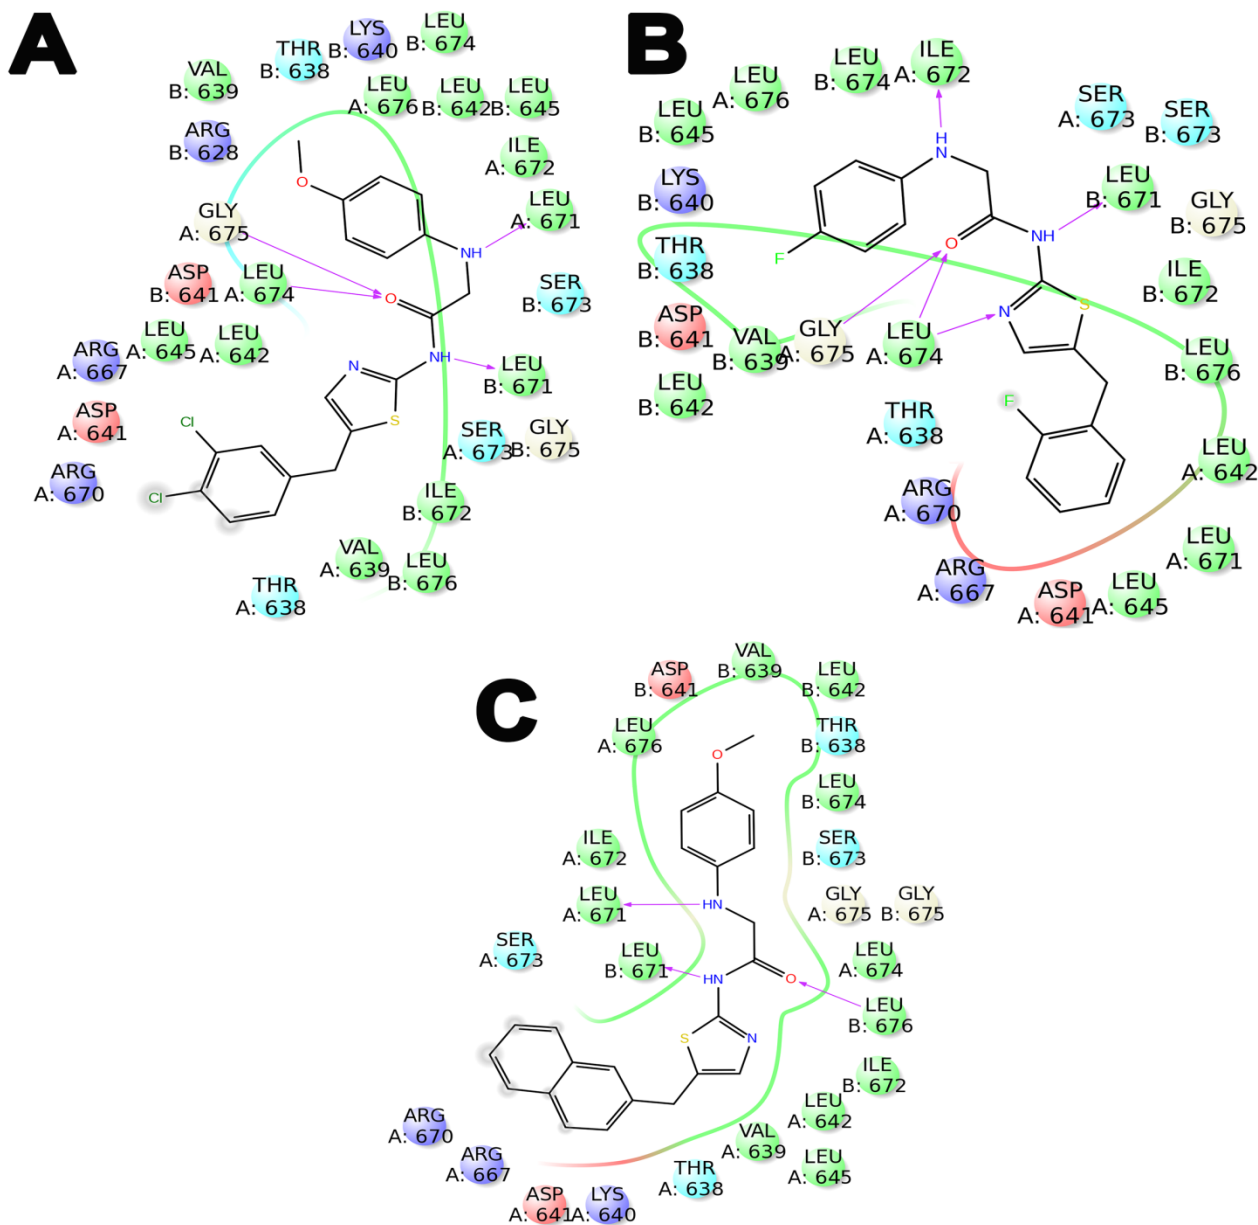 A
LYS
B: 640
LEU
B: 674
THR
B: 638
VAL
B: 639
LEU
A: 676
LEU
B: 642
LEU
B: 645
ARG
B: 628
ILE
A: 672
O
GLY
A: 675
LEU
A: 671
NH
ASP
B: 641
LEU
A: 674
O
SER
B: 673
LEU
A: 645
LEU
A: 642
ARG
A: 667
NH
N
LEU
B: 671
ASP
A: 641
Cl
S
SER
A: 673
GLY
B: 675
ARG
A: 670
Cl
ILE
B: 672
VAL
A: 639
LEU
B: 676
THR
A: 638
B
LEU
A: 676
LEU
B: 674
ILE
A: 672
SER
A: 673
SER
B: 673
LEU
B: 645
H
N
LYS
B: 640
LEU
B: 671
GLY
B: 675
THR
B: 638
F
O
NH
ILE
B: 672
ASP
B: 641
VAL
B: 639
GLY
A: 675
LEU
A: 674
N
S
LEU
B: 676
LEU
B: 642
THR
A: 638
F
LEU
A: 642
ARG
A: 670
LEU
A: 671
ARG
A: 667
ASP
A: 641
LEU
A: 645
C
ASP
B: 641
VAL
B: 639
LEU
B: 642
LEU
A: 676
O
THR
B: 638
LEU
B: 674
ILE
A: 672
SER
B: 673
LEU
A: 671
HN
GLY
A: 675
GLY
B: 675
SER
A: 673
LEU
B: 671
HN
O
LEU
A: 674
LEU
B: 676
S
N
ILE
B: 672
LEU
A: 642
ARG
A: 670
ARG
A: 667
VAL
A: 639
LEU
A: 645
THR
A: 638
ASP
A: 641
LYS
A: 640